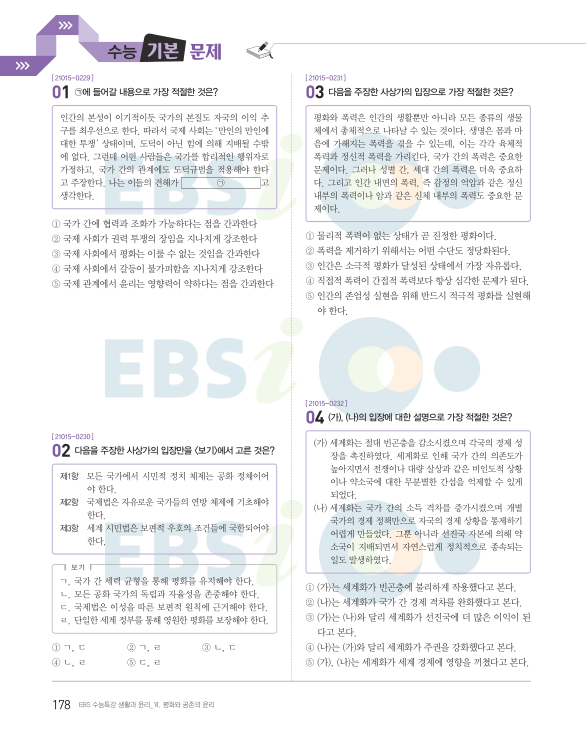 수능 기본 문제
[21015-0229]
01 ㉠에 들어갈 내용으로 가장 적절한 것은?
인간의 본성이 이기적이듯 국가의 본질도 자국의 이익 추
구를 최우선으로 한다. 따라서 국제 사회는 '만인의 만인에
대한 투쟁' 상태이며, 도덕이 아닌 힘에 의해 지배될 수밖
에 없다. 그런데 어떤 사람들은 국가를 합리적인 행위자로
가정하고, 국가 간의 관계에도 도덕규범을 적용해야 한다
고 주장한다. 나는 이들의 견해가 ㉠ 고
생각한다.
① 국가 간에 협력과 조화가 가능하다는 점을 간과한다
② 국제 사회가 권력 투쟁의 장임을 지나치게 강조한다
③ 국제 사회에서 평화는 이룰 수 없는 것임을 간과한다
④ 국제 사회에서 갈등이 불가피함을 지나치게 강조한다
⑤ 국제 관계에서 윤리는 영향력이 약하다는 점을 간과한다
[21015-0230]
02 다음을 주장한 사상가의 입장만을 <보기>에서 고른 것은?
제1항 모든 국가에서 시민적 정치 체제는 공화 정체이어
야 한다.
제2항 국제법은 자유로운 국가들의 연방 체제에 기초해야
한다.
제3항 세계 시민법은 보편적 우호의 조건들에 국한되어야
한다.
보기
ㄱ. 국가 간 세력 균형을 통해 평화를 유지해야 한다.
ㄴ. 모든 공화 국가의 독립과 자율성을 존중해야 한다.
ㄷ. 국제법은 이성을 따른 보편적 원칙에 근거해야 한다.
ㄹ. 단일한 세계 정부를 통해 영원한 평화를 보장해야 한다.
① ㄱ, ㄷ ② ㄱ, ㄹ ③ ㄴ, ㄷ
④ ㄴ, ㄹ ⑤ ㄷ, ㄹ
[21015-0231]
03 다음을 주장한 사상가의 입장으로 가장 적절한 것은?
평화와 폭력은 인간의 생활뿐만 아니라 모든 종류의 생물
체에서 총체적으로 나타날 수 있는 것이다. 생명은 몸과 마
음에 가해지는 폭력을 겪을 수 있는데, 이는 각각 육체적
폭력과 정신적 폭력을 가리킨다. 국가 간의 폭력은 중요한
문제이다. 그러나 성별 간, 세대 간의 폭력은 더욱 중요하
다. 그리고 인간 내면의 폭력, 즉 감정의 억압과 같은 정신
내부의 폭력이나 암과 같은 신체 내부의 폭력도 중요한 문
제이다.
① 물리적 폭력이 없는 상태가 곧 진정한 평화이다.
② 폭력을 제거하기 위해서는 어떤 수단도 정당화된다.
③ 인간은 소극적 평화가 달성된 상태에서 가장 자유롭다.
④ 직접적 폭력이 간접적 폭력보다 항상 심각한 문제가 된다.
⑤ 인간의 존엄성 실현을 위해 반드시 적극적 평화를 실현해
야 한다.
[21015-0232]
04 (가), (나)의 입장에 대한 설명으로 가장 적절한 것은?
(가) 세계화는 절대 빈곤층을 감소시켰으며 각국의 경제 성
장을 촉진하였다. 세계화로 인해 국가 간의 의존도가
높아지면서 전쟁이나 대량 살상과 같은 비인도적 상황
이나 약소국에 대한 무분별한 간섭을 억제할 수 있게
되었다.
(나) 세계화는 국가 간의 소득 격차를 증가시켰으며 개별
국가의 경제 정책만으로 자국의 경제 상황을 통제하기
어렵게 만들었다. 그뿐 아니라 선진국 자본에 의해 약
소국이 지배되면서 자연스럽게 정치적으로 종속되는
일도 발생하였다.
① (가)는 세계화가 빈곤층에 불리하게 작용했다고 본다.
② (나)는 세계화가 국가 간 경제 격차를 완화했다고 본다.
③ (가)는 (나)와 달리 세계화가 선진국에 더 많은 이익이 된
다고 본다.
④ (나)는 (가)와 달리 세계화가 주권을 강화했다고 본다.
⑤ (가), (나)는 세계화가 세계 경제에 영향을 끼쳤다고 본다.
178 EBS 수능특강 생활과 윤리_Ⅵ. 평화와 공존의 윤리
EBSi
EBSi
EBSi